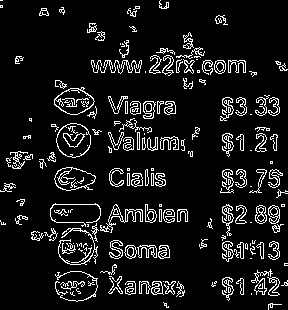 www.22rx.com
Viagra $3.33
Valium $1.21
Cialis $3.75
Ambien $2.89
Soma $1.13
Xanax $1.42